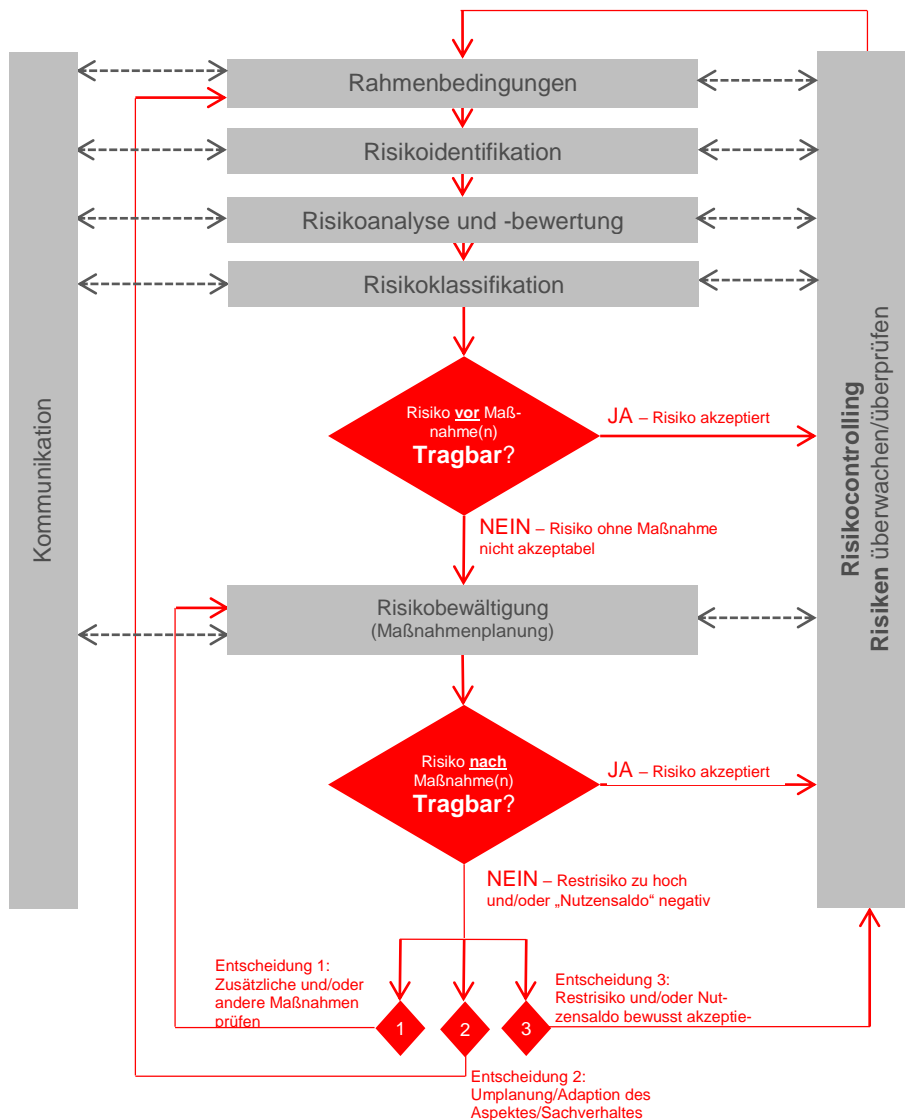 Rahmenbedingungen
Risikoidentifikation
Risikoanalyse und -bewertung
Risikoklassifikation
Risiko vor Maß-
nahme(n)
Tragbar?
JA – Risiko akzeptiert
NEIN – Risiko ohne Maßnahme
nicht akzeptabel
Risikobewältigung
(Maßnahmenplanung)
Risiko nach
Maßnahme(n)
Tragbar?
JA – Risiko akzeptiert
NEIN – Restrisiko zu hoch
und/oder „Nutzensaldo“ negativ
Entscheidung 1:
Zusätzliche und/oder
andere Maßnahmen
prüfen
1
2
3
Entscheidung 3:
Restrisiko und/oder Nut-
zensaldo bewusst akzeptie-
Entscheidung 2:
Umplanung/Adaption des
Aspektes/Sachverhaltes
Kommunikation
Risikocontrolling
Risiken überwachen/überprüfen